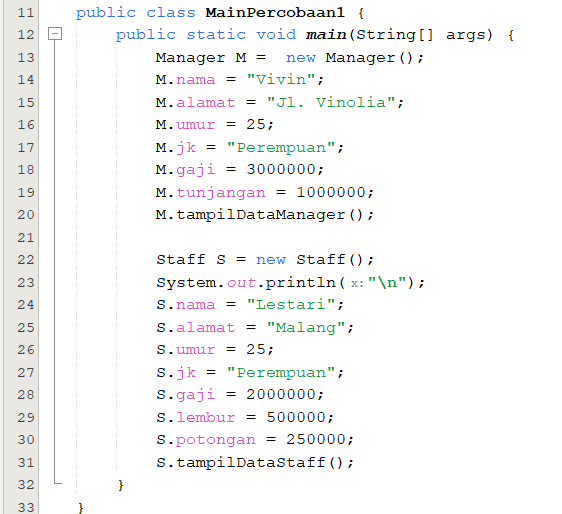 11 public class MainPercobaan1 {
12 public static void main(String[] args) {
13 Manager M =  new Manager();
14 M.nama = "Vivin";
15 M.alamat = "Jl. Vinolia";
16 M.umur = 25;
17 M.jk = "Perempuan";
18 M.gaji = 3000000;
19 M.tunjangan = 1000000;
20 M.tampilDataManager();
21
22 Staff S = new Staff();
23 System.out.println( x: "\n");
24 S.nama = "Lestari";
25 S.alamat = "Malang";
26 S.umur = 25;
27 S.jk = "Perempuan";
28 S.gaji = 2000000;
29 S.lembur = 500000;
30 S.potongan = 250000;
31 S.tampilDataStaff();
32 }
33 }